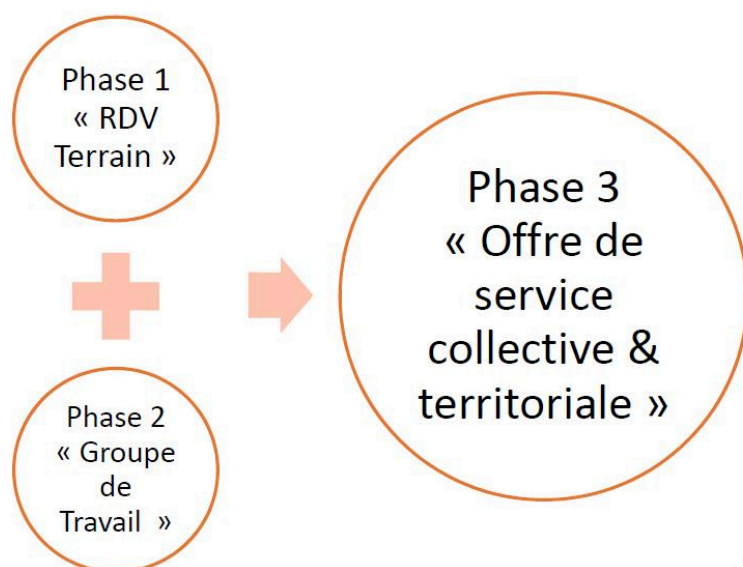 Phase 1
« RDV
Terrain »
Phase 2
« Groupe
de
Travail »
Phase 3
« Offre de
service
collective &
territoriale »